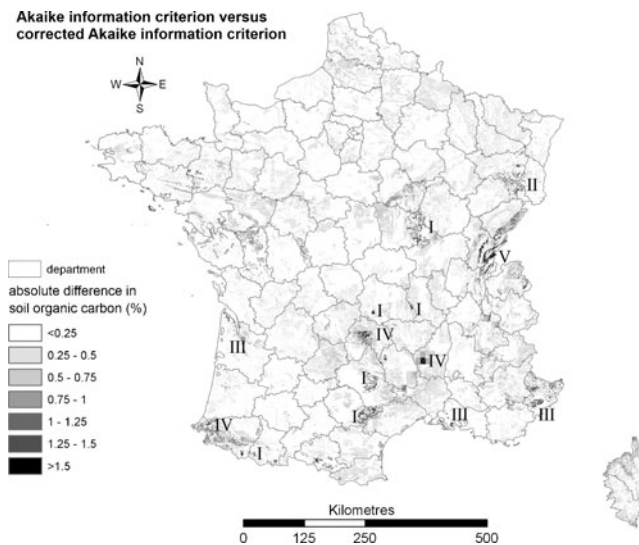 Akaike information criterion versus
corrected Akaike information criterion
N
W E
S
II
I
V
department
absolute difference in
soil organic carbon (%)
<0.25
0.25 - 0.5
0.5 - 0.75
0.75 - 1
1 - 1.25
1.25 - 1.5
>1.5
I I
III IV IV
I
IV I III III
I
Kilometres
0 125 250 500